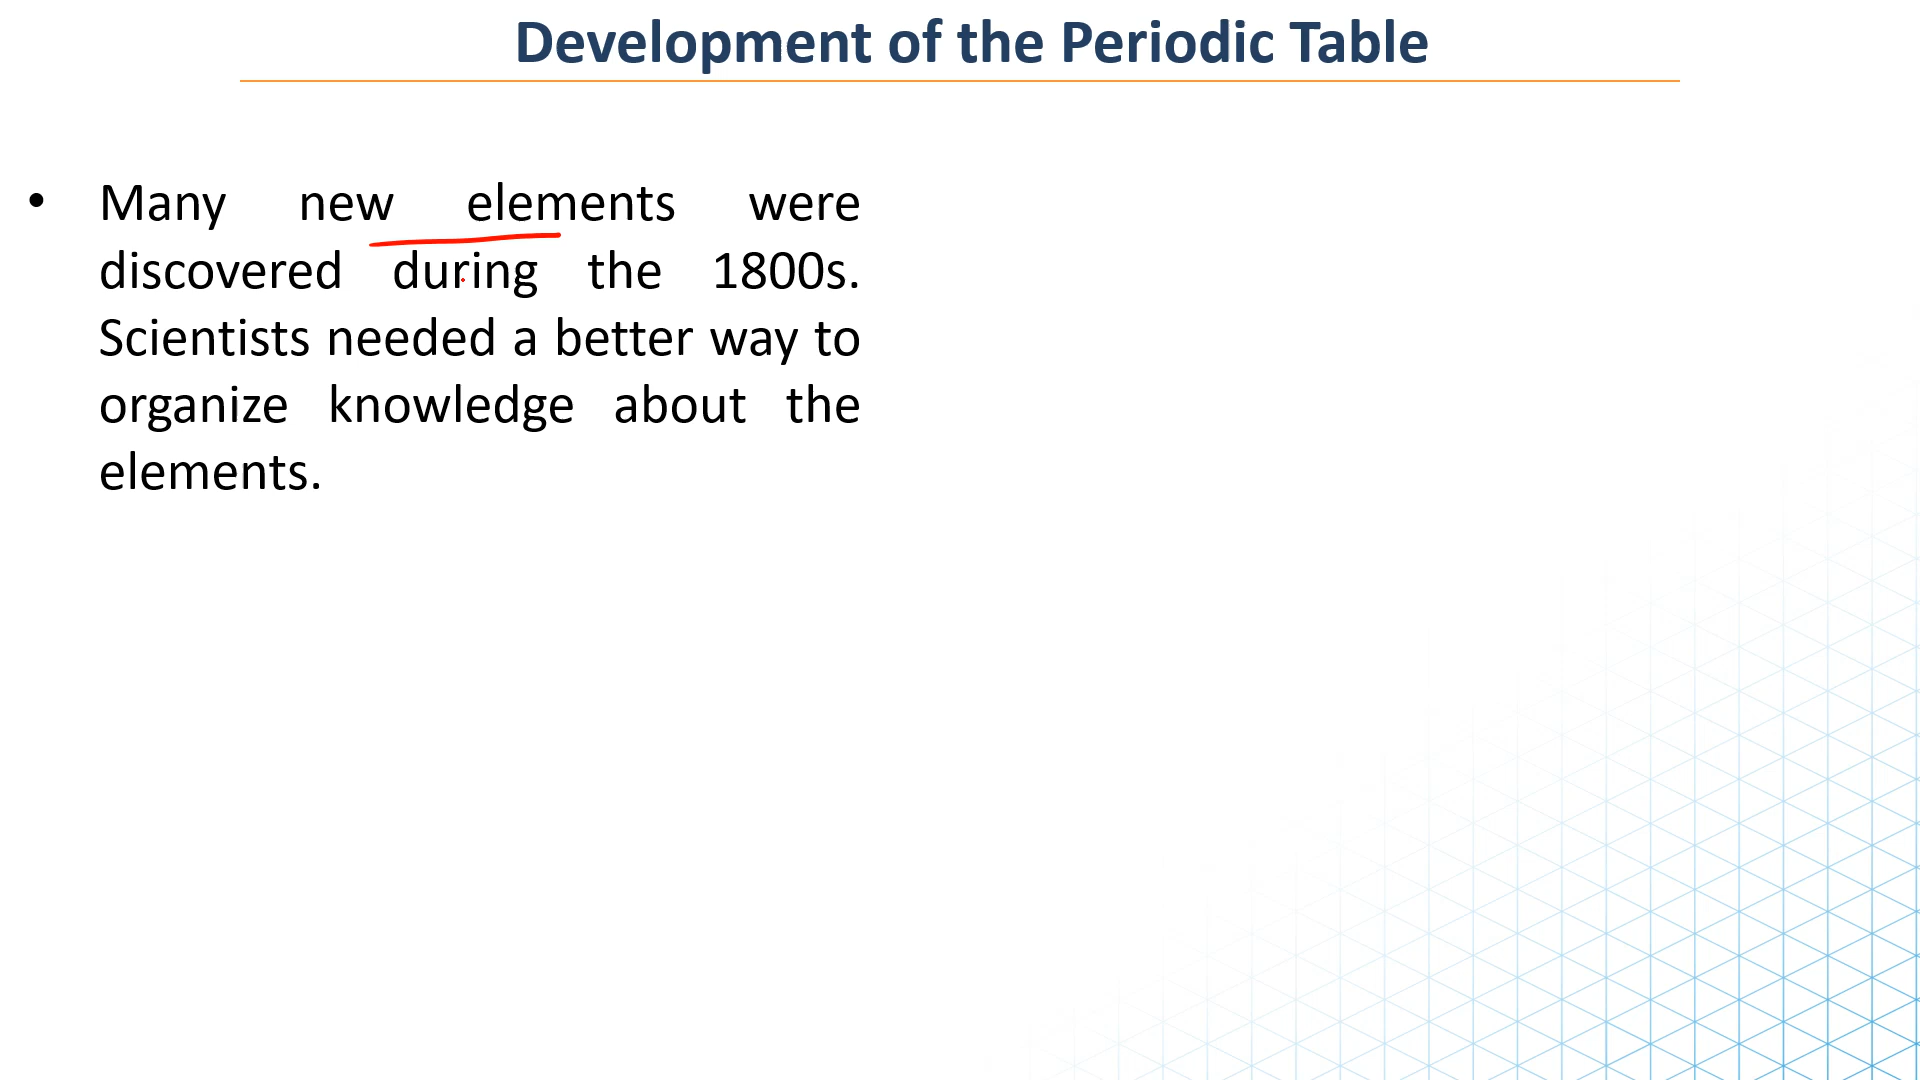 Development of the Periodic Table
• Many new elements were
discovered during the 1800s.
Scientists needed a better way to
organize knowledge about the
elements.